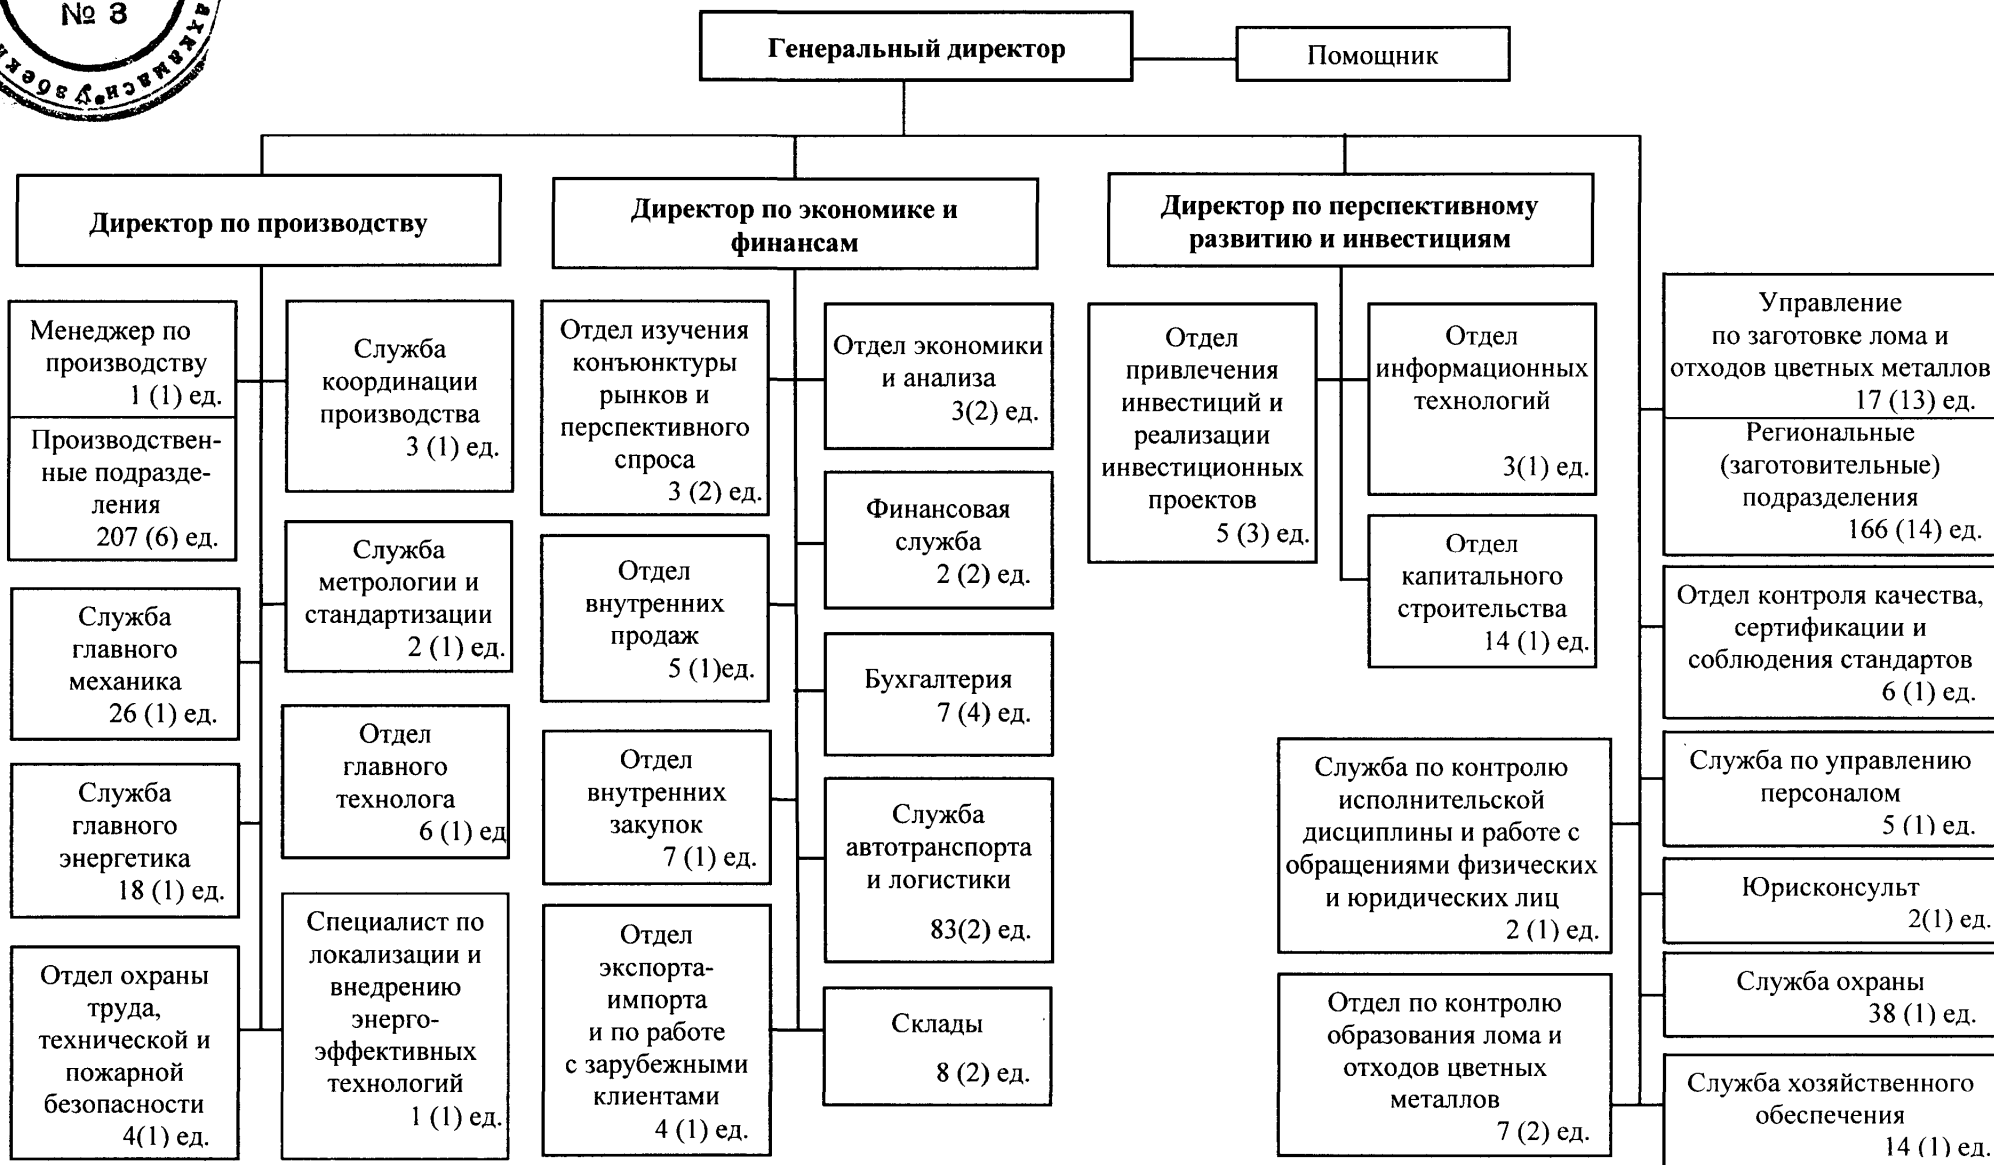 № 3
Генеральный директор
Помощник
Директор по производству
Директор по экономике и
финансам
Директор по перспективному
развитию и инвестициям
Менеджер по
производству
1 (1) ед.
Производствен-
ные подразде-
ления
207 (6) ед.
Служба
координации
производства
3 (1) ед.
Служба
метрологии и
стандартизации
2 (1) ед.
Служба
главного
механика
26 (1) ед.
Отдел
главного
технолога
6 (1) ед
Служба
главного
энергетика
18 (1) ед.
Специалист по
локализации и
внедрению
энерго-
эффективных
технологий
1 (1) ед.
Отдел охраны
труда,
технической и
пожарной
безопасности
4(1) ед.
Отдел изучения
конъюнктуры
рынков и
перспективного
спроса
3 (2) ед.
Отдел экономики
и анализа
3(2) ед.
Финансовая
служба
2 (2) ед.
Отдел
внутренних
продаж
5 (1)ед.
Бухгалтерия
7 (4) ед.
Отдел
внутренних
закупок
7 (1) ед.
Служба
автотранспорта
и логистики
83(2) ед.
Отдел
экспорта-
импорта
и по работе
с зарубежными
клиентами
4 (1) ед.
Склады
8 (2) ед.
Отдел
привлечения
инвестиций и
реализации
инвестиционных
проектов
5 (3) ед.
Отдел
информационных
технологий
3(1) ед.
Отдел
капитального
строительства
14 (1) ед.
Управление
по заготовке лома и
отходов цветных металлов
17 (13) ед.
Региональные
(заготовительные)
подразделения
166 (14) ед.
Отдел контроля качества,
сертификации и
соблюдения стандартов
6 (1) ед.
Служба по контролю
исполнительской
дисциплины и работе с
обращениями физических
и юридических лиц
2 (1) ед.
Служба по управлению
персоналом
5 (1) ед.
Юрисконсульт
2(1) ед.
Служба охраны
38 (1) ед.
Отдел по контролю
образования лома и
отходов цветных
металлов
7 (2) ед.
Служба хозяйственного
обеспечения
14 (1) ед.